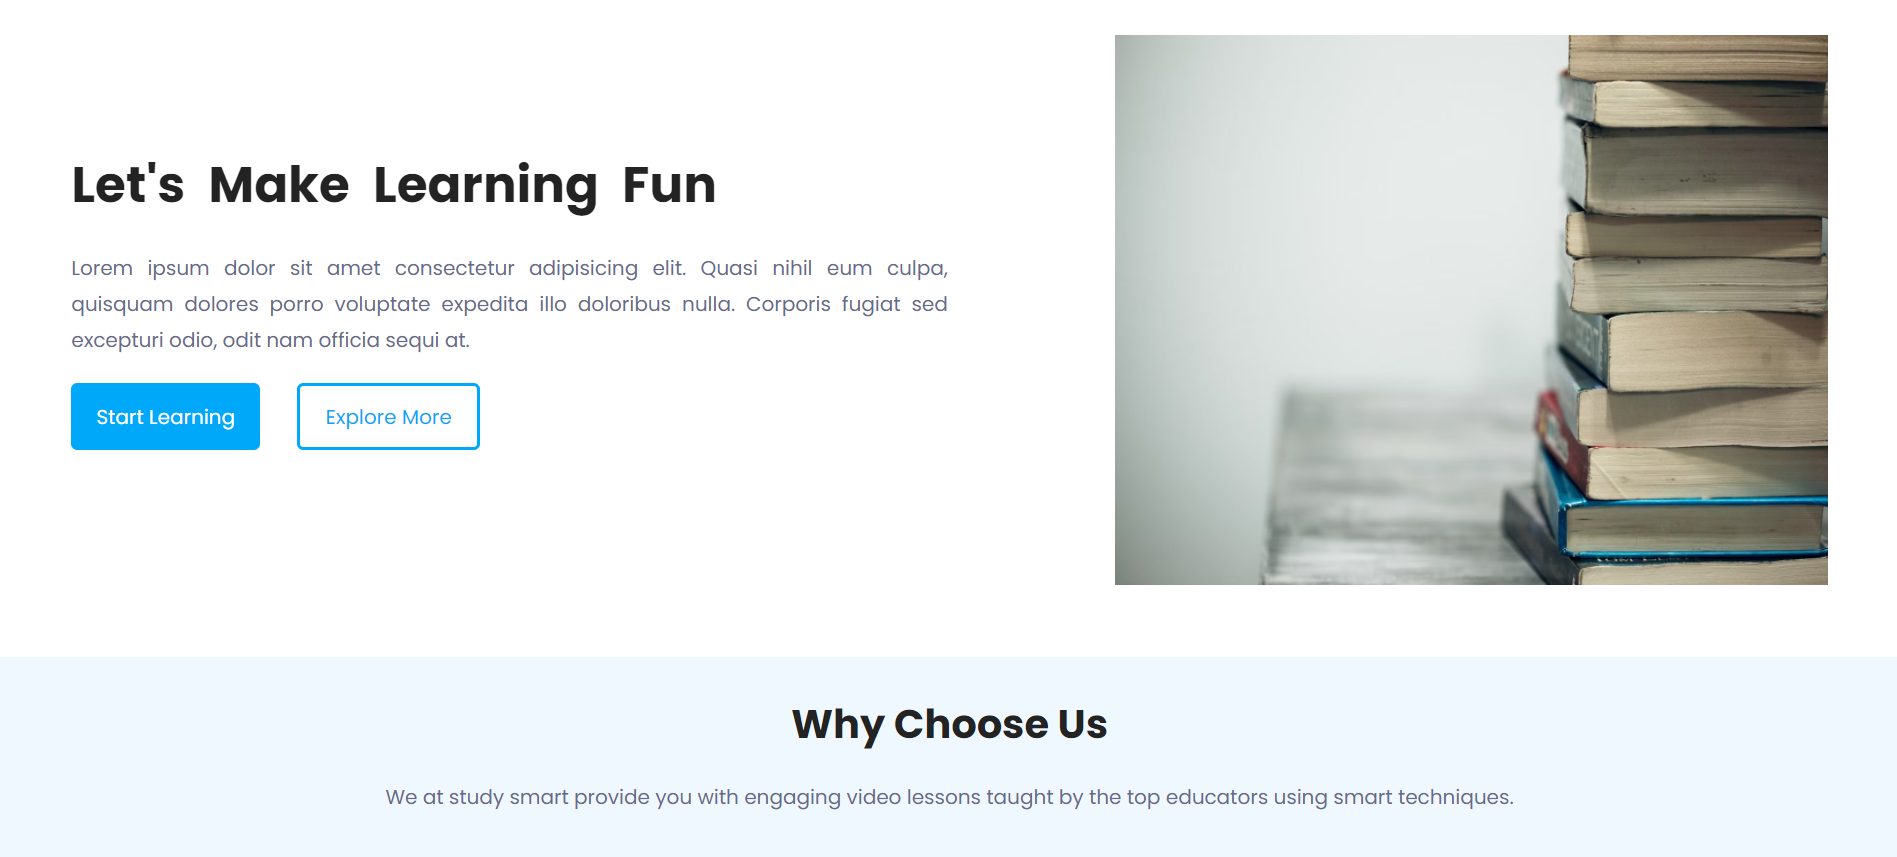 Let's Make Learning Fun
Lorem ipsum dolor sit amet consectetur adipisicing elit. Quasi nihil eum culpa,
quisquam dolores porro voluptate expedita illo doloribus nulla. Corporis fugiat sed
excepturi odio, odit nam officia sequi at.
Start Learning
Explore More
Why Choose Us
We at study smart provide you with engaging video lessons taught by the top educators using smart techniques.